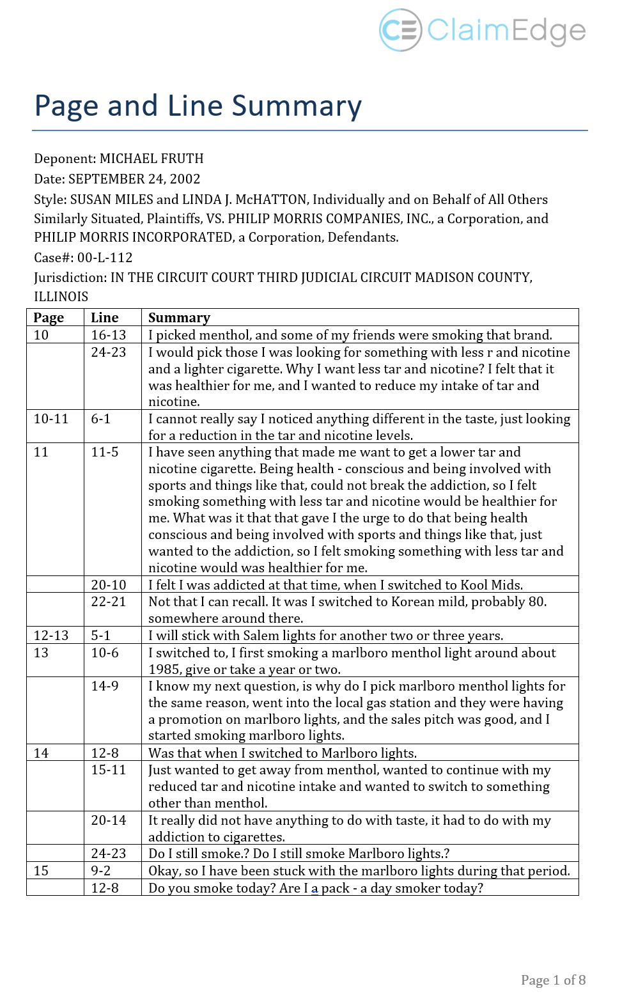 CE ClaimEdge
Page and Line Summary
Deponent: MICHAEL FRUTH
Date: SEPTEMBER 24, 2002
Style: SUSAN MILES and LINDA J. McHATTON, Individually and on Behalf of All Others
Similarly Situated, Plaintiffs, VS. PHILIP MORRIS COMPANIES, INC., a Corporation, and
PHILIP MORRIS INCORPORATED, a Corporation, Defendants.
Case#: 00-L-112
Jurisdiction: IN THE CIRCUIT COURT THIRD JUDICIAL CIRCUIT MADISON COUNTY,
ILLINOIS
Page Line Summary
10 16-13 I picked menthol, and some of my friends were smoking that brand.
24-23 I would pick those I was looking for something with less r and nicotine
and a lighter cigarette. Why I want less tar and nicotine? I felt that it
was healthier for me, and I wanted to reduce my intake of tar and
nicotine.
10-11 6-1 I cannot really say I noticed anything different in the taste, just looking
for a reduction in the tar and nicotine levels.
11 11-5 I have seen anything that made me want to get a lower tar and
nicotine cigarette. Being health - conscious and being involved with
sports and things like that, could not break the addiction, so I felt
smoking something with less tar and nicotine would be healthier for
me. What was it that that gave I the urge to do that being health
conscious and being involved with sports and things like that, just
wanted to the addiction, so I felt smoking something with less tar and
nicotine would was healthier for me.
20-10 I felt I was addicted at that time, when I switched to Kool Mids.
22-21 Not that I can recall. It was I switched to Korean mild, probably 80.
somewhere around there.
12-13 5-1 I will stick with Salem lights for another two or three years.
13 10-6 I switched to, I first smoking a marlboro menthol light around about
1985, give or take a year or two.
14-9 I know my next question, is why do I pick marlboro menthol lights for
the same reason, went into the local gas station and they were having
a promotion on marlboro lights, and the sales pitch was good, and I
started smoking marlboro lights.
14 12-8 Was that when I switched to Marlboro lights.
15-11 Just wanted to get away from menthol, wanted to continue with my
reduced tar and nicotine intake and wanted to switch to something
other than menthol.
20-14 It really did not have anything to do with taste, it had to do with my
addiction to cigarettes.
24-23 Do I still smoke.? Do I still smoke Marlboro lights.?
15 9-2 Okay, so I have been stuck with the marlboro lights during that period.
12-8 Do you smoke today? Are I a pack - a day smoker today?
Page 1 of 8